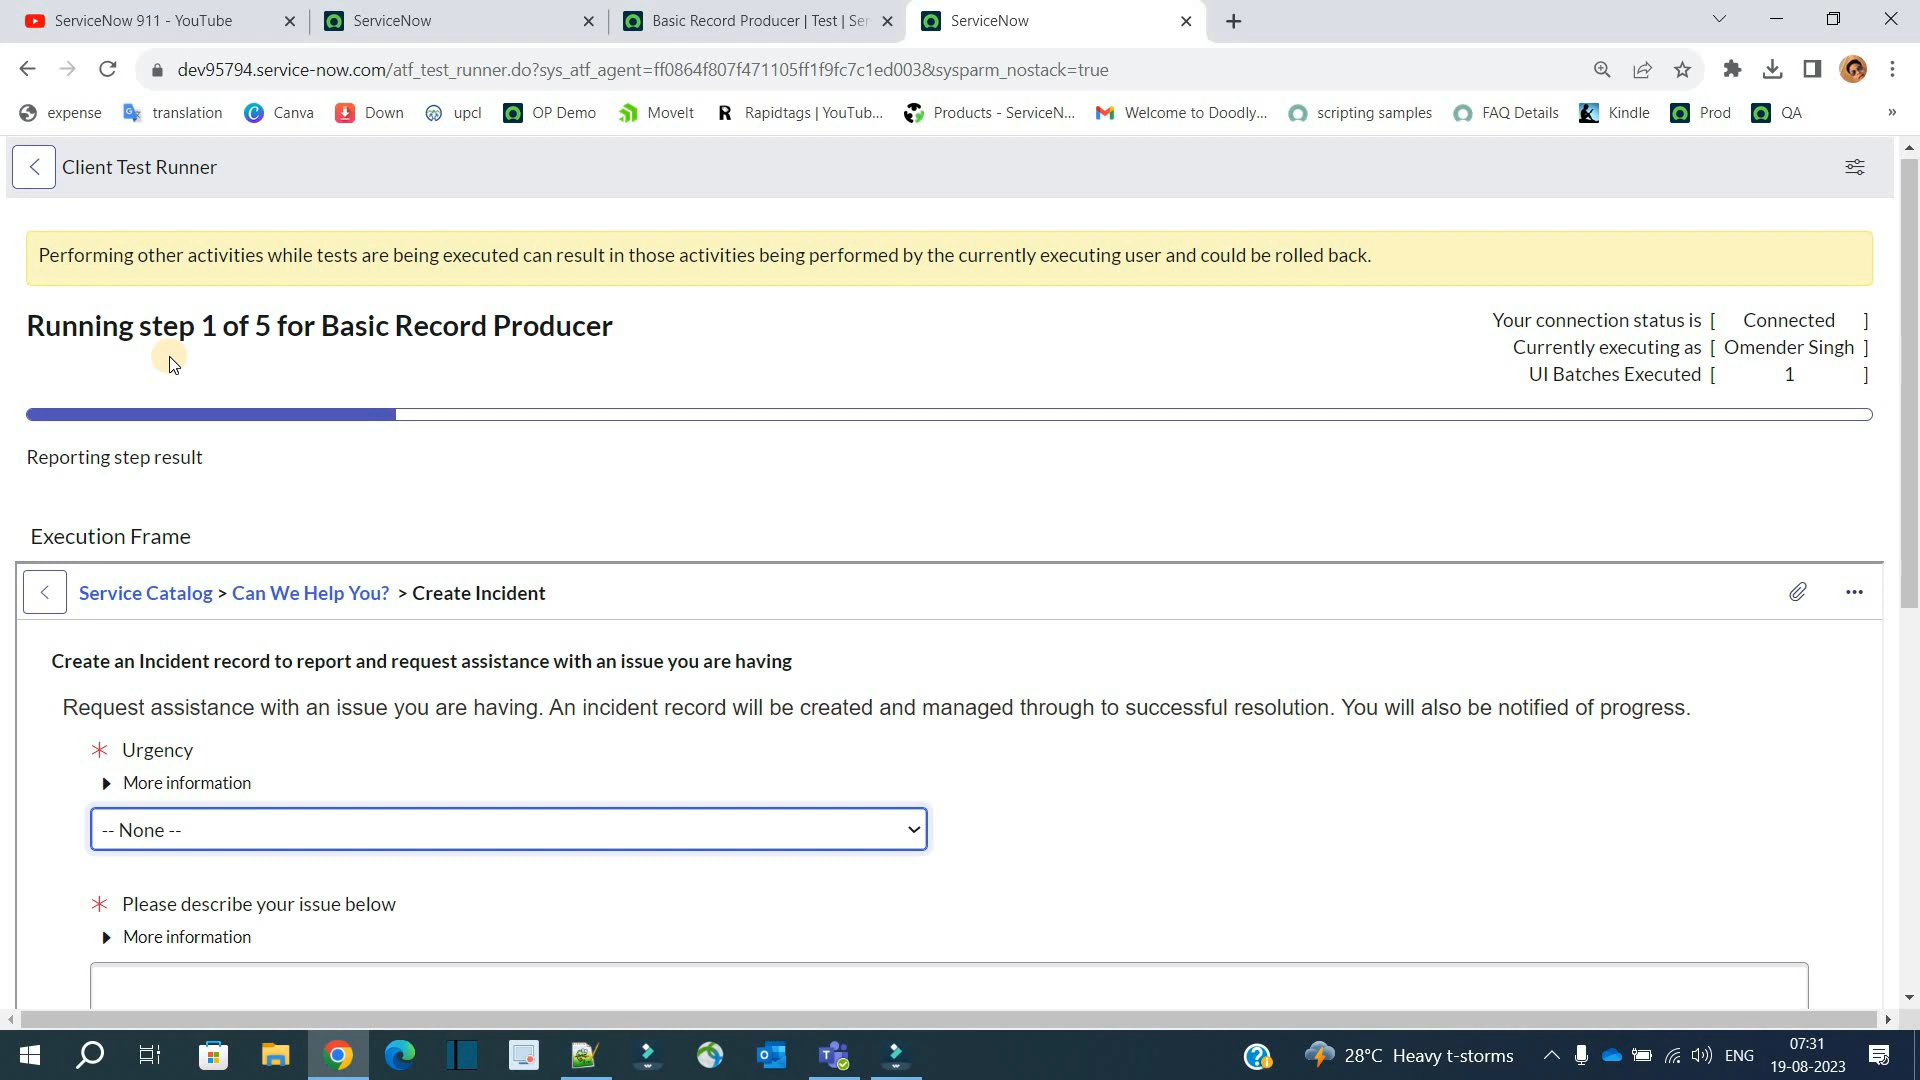 ServiceNow 911 - YouTube
ServiceNow
Basic Record Producer | Test | Ser
ServiceNow
dev95794.service-now.com/atf_test_runner.do?sys_atf_agent=ff0864f807f471105ff1f9fc7c1ed003&sysparm_nostack=true
expense
translation
Canva
Down
upcl
OP Demo
MoveIt
R Rapidtags | YouTub...
Products - ServiceN...
Welcome to Doodly...
scripting samples
FAQ Details
Kindle
Prod
QA
»
Client Test Runner
Performing other activities while tests are being executed can result in those activities being performed by the currently executing user and could be rolled back.
Running step 1 of 5 for Basic Record Producer
Your connection status is [ Connected ]
Currently executing as [ Omender Singh ]
UI Batches Executed [ 1 ]
Reporting step result
Execution Frame
Service Catalog > Can We Help You? > Create Incident
Create an Incident record to report and request assistance with an issue you are having
Request assistance with an issue you are having. An incident record will be created and managed through to successful resolution. You will also be notified of progress.
* Urgency
More information
-- None --
* Please describe your issue below
More information
28°C Heavy t-storms
ENG
07:31
19-08-2023